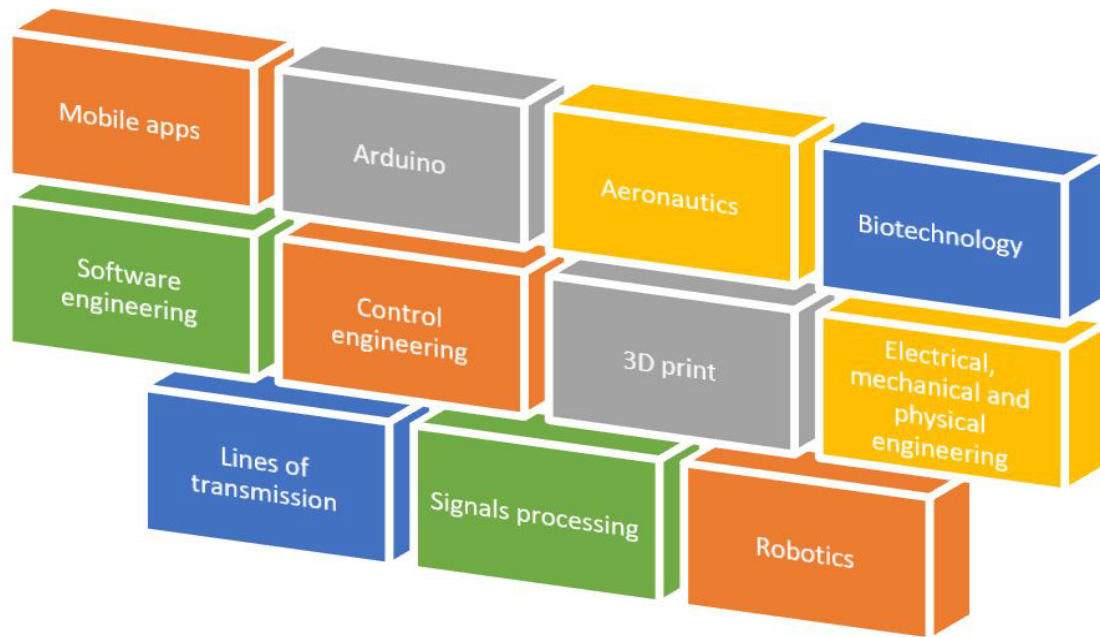 Mobile apps
Arduino
Aeronautics
Biotechnology
Software
engineering
Control
engineering
3D print
Electrical,
mechanical and
physical
engineering
Lines of
transmission
Signals processing
Robotics